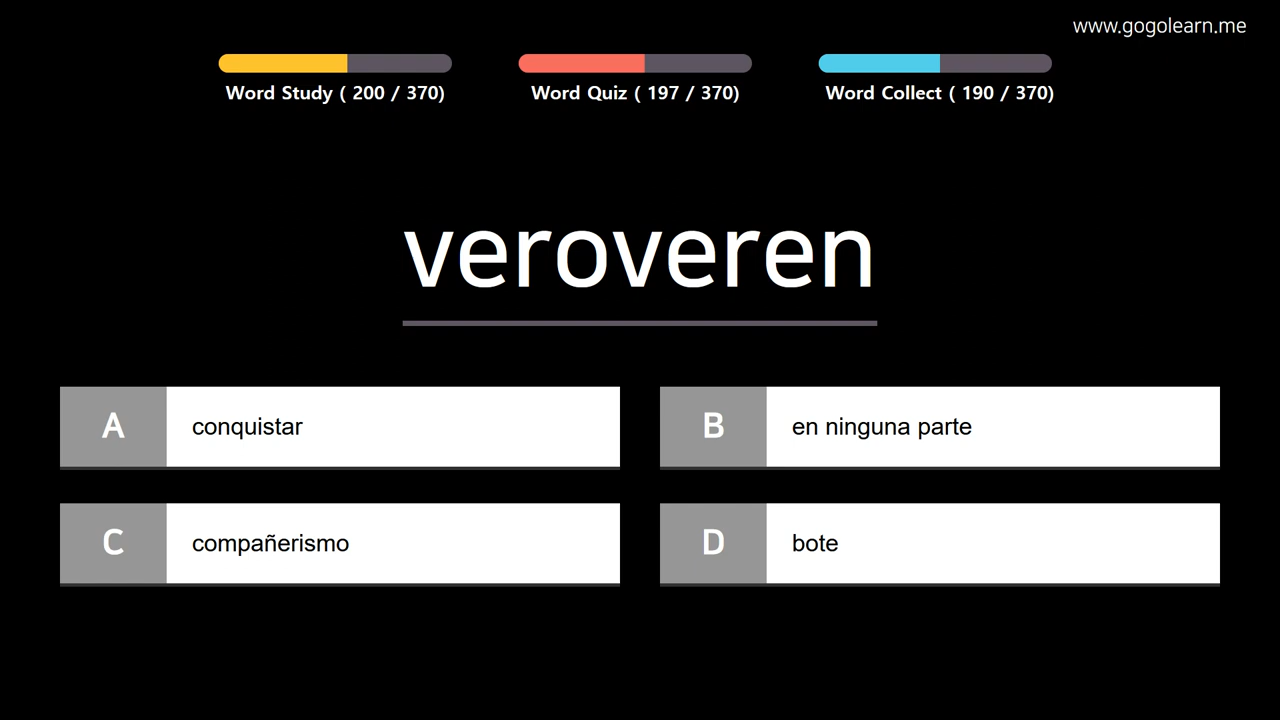 www.gogolearn.me
Word Study ( 200 / 370)
Word Quiz ( 197 / 370)
Word Collect ( 190 / 370)
veroveren
A conquistar
B en ninguna parte
C compañerismo
D bote